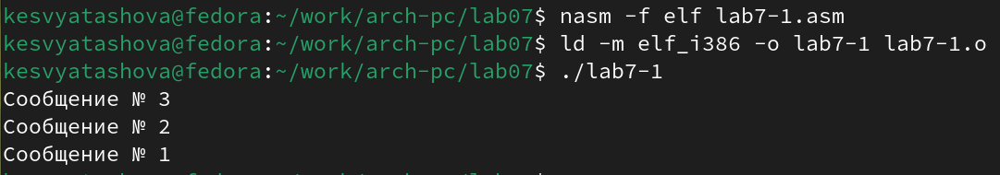 kesvyatashova@fedora:~/work/arch-pc/lab07$ nasm -f elf lab7-1.asm
kesvyatashova@fedora:~/work/arch-pc/lab07$ ld -m elf_i386 -o lab7-1 lab7-1.o
kesvyatashova@fedora:~/work/arch-pc/lab07$ ./lab7-1
Сообщение № 3
Сообщение № 2
Сообщение № 1